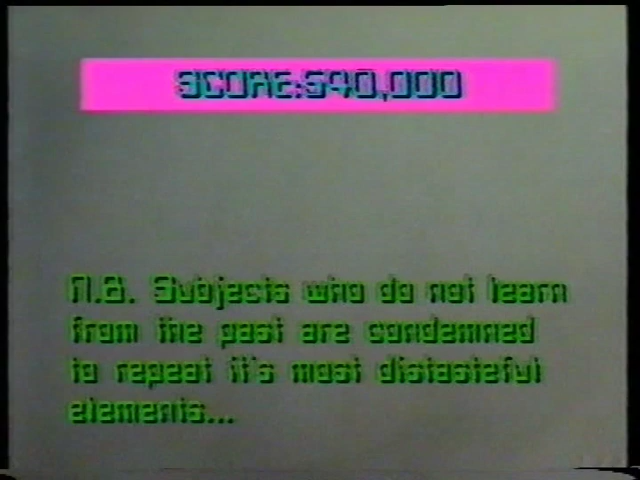 SCORE:540,000
N.B. Subjects who do not learn
from the past are condemned
to repeat it's most distasteful
elements...